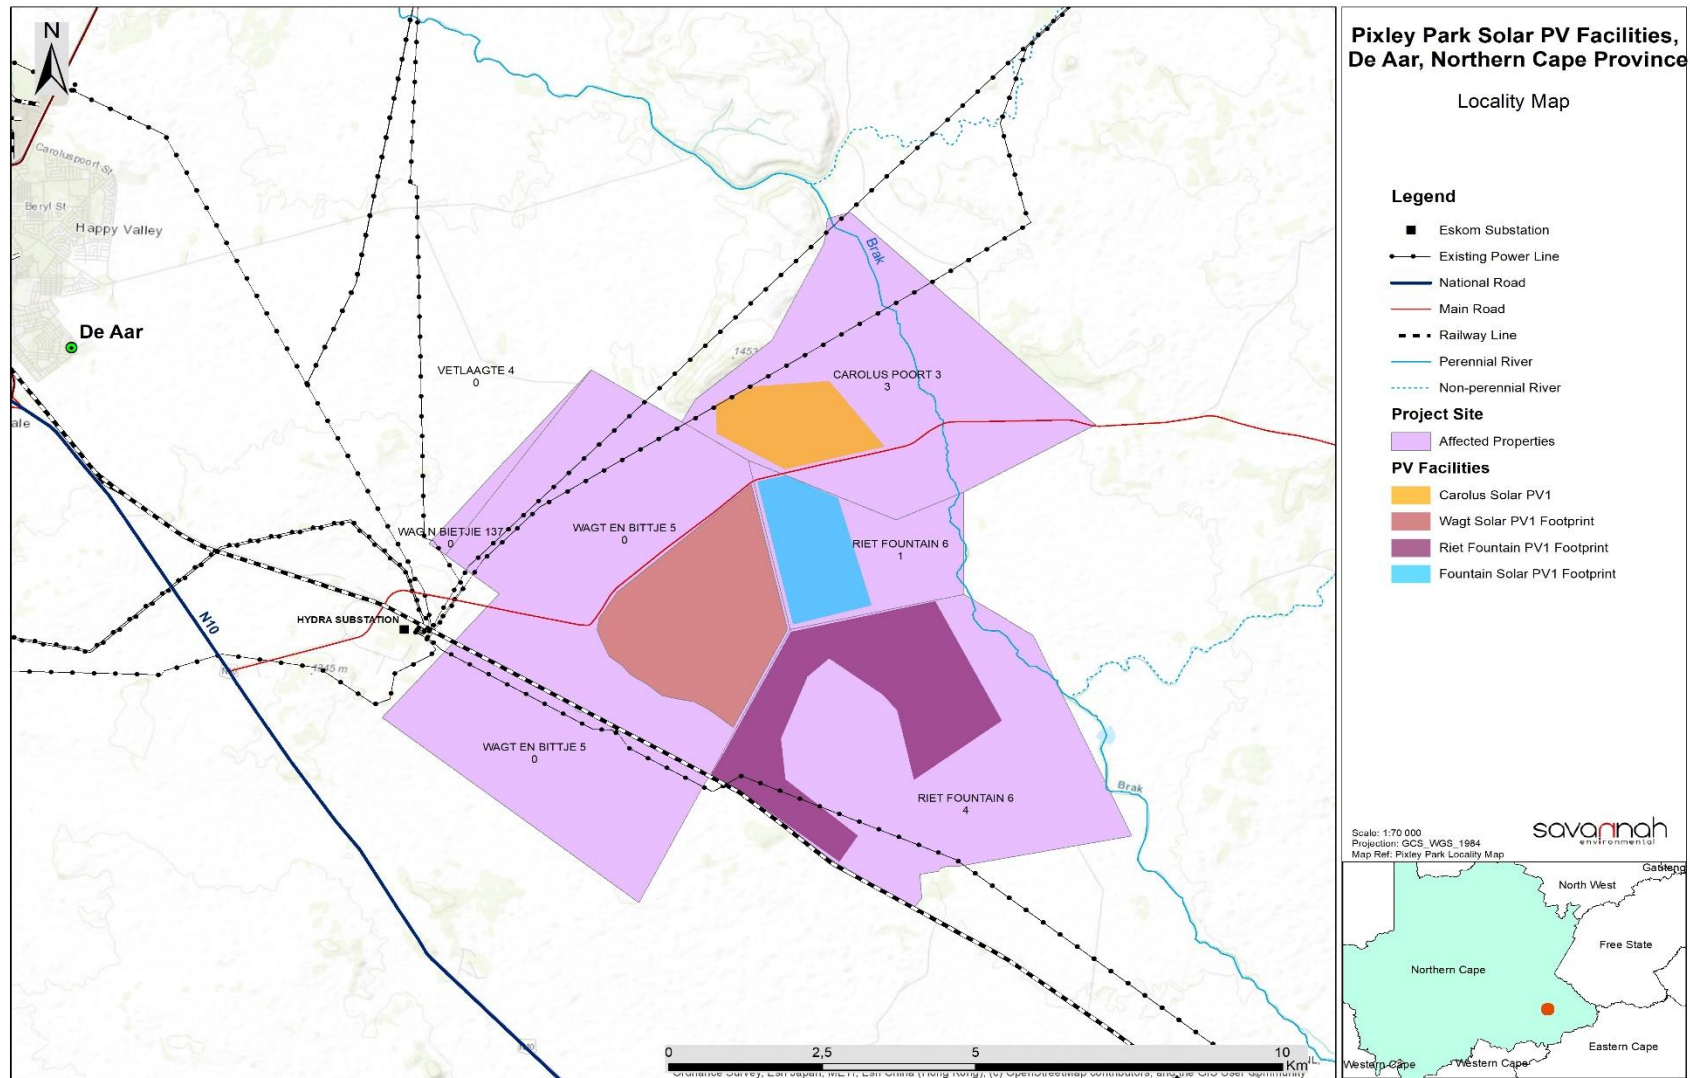 N
Caroluspoort St
Beryl St
Happy Valley
De Aar
ale
VETLAAGTE 4
0
1453
CAROLUS POORT 3
3
Brak
WAG N BIETJIE 137
0
WAGT EN BITTJE 5
0
RIET FOUNTAIN 6
1
HYDRA SUBSTATION
N10
1345 m
WAGT EN BITTJE 5
0
RIET FOUNTAIN 6
4
Brak
0 2,5 5 10
Km
Pixley Park Solar PV Facilities,
De Aar, Northern Cape Province
Locality Map
Legend
Eskom Substation
Existing Power Line
National Road
Main Road
Railway Line
Perennial River
Non-perennial River
Project Site
Affected Properties
PV Facilities
Carolus Solar PV1
Wagt Solar PV1 Footprint
Riet Fountain PV1 Footprint
Fountain Solar PV1 Footprint
Scale: 1:70 000
Projection: GCS_WGS_1984
Map Ref: Pixley Park Locality Map
savannah
environmental
Gauteng
North West
Free State
Northern Cape
Eastern Cape
Western Cape
Western Cape